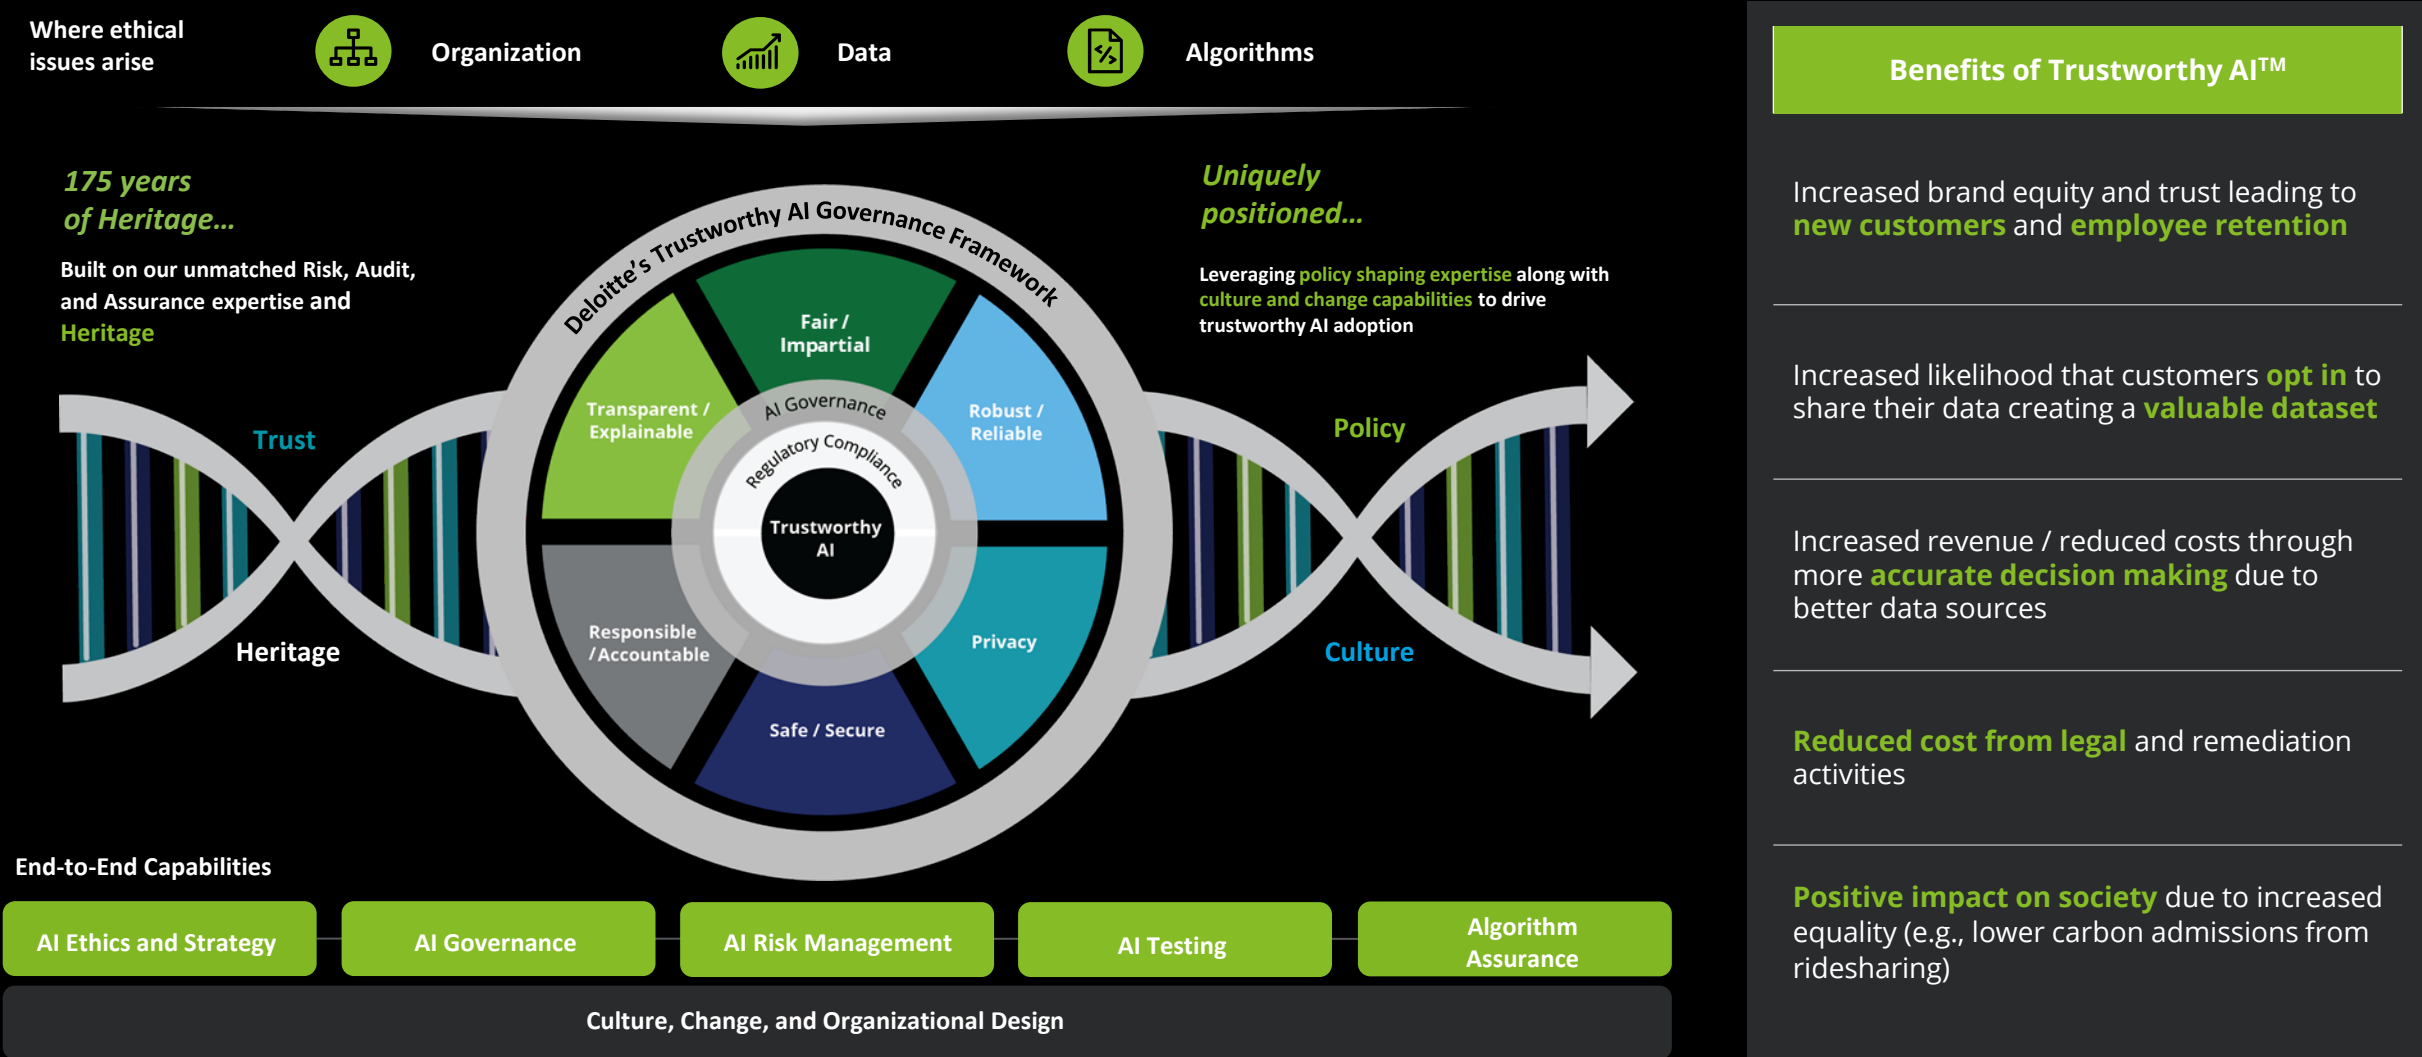 Where ethical
issues arise
Organization
Data
Algorithms
175 years
of Heritage...
Built on our unmatched Risk, Audit,
and Assurance expertise and
Heritage
Uniquely
positioned...
Leveraging policy shaping expertise along with
culture and change capabilities to drive
trustworthy AI adoption
Deloitte's Trustworthy AI Governance Framework
Fair /
Impartial
Transparent /
Explainable
Robust /
Reliable
AI Governance
Regulatory Compliance
Trustworthy
AI
Responsible
/Accountable
Privacy
Safe / Secure
Trust
Heritage
Policy
Culture
End-to-End Capabilities
AI Ethics and Strategy
AI Governance
AI Risk Management
AI Testing
Algorithm
Assurance
Culture, Change, and Organizational Design
Benefits of Trustworthy AI™
Increased brand equity and trust leading to
new customers and employee retention
Increased likelihood that customers opt in to
share their data creating a valuable dataset
Increased revenue / reduced costs through
more accurate decision making due to
better data sources
Reduced cost from legal and remediation
activities
Positive impact on society due to increased
equality (e.g., lower carbon admissions from
ridesharing)